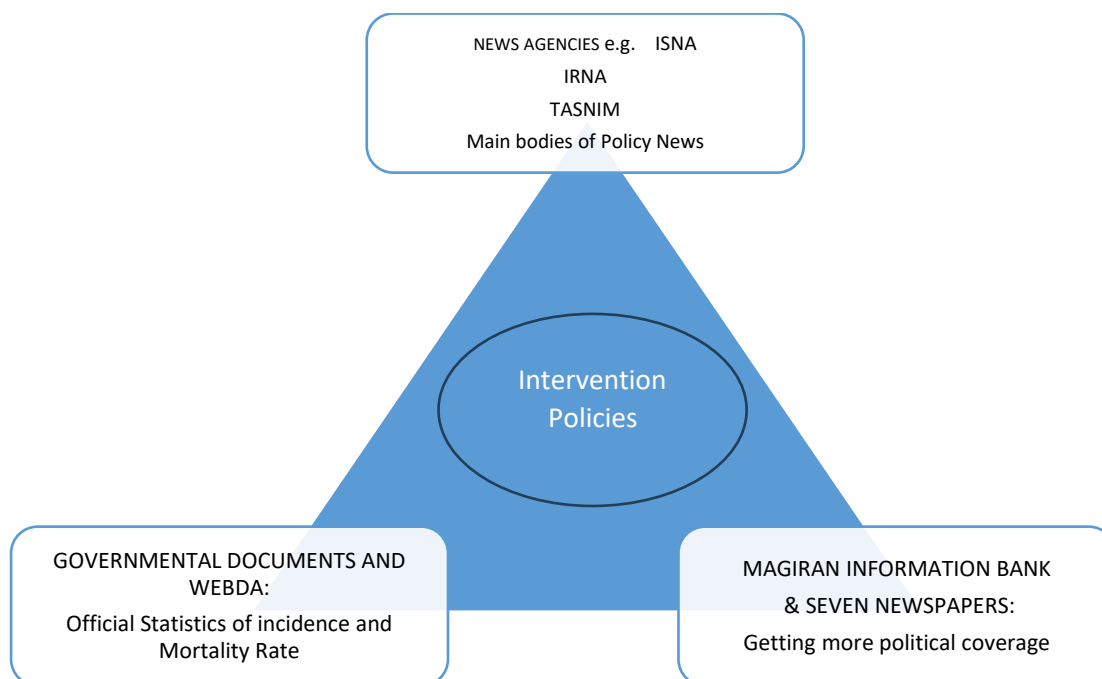 NEWS AGENCIES e.g. ISNA
IRNA
TASNIM
Main bodies of Policy News
Intervention
Policies
GOVERNMENTAL DOCUMENTS AND
WEBDA:
Official Statistics of incidence and
Mortality Rate
MAGIRAN INFORMATION BANK
& SEVEN NEWSPAPERS:
Getting more political coverage